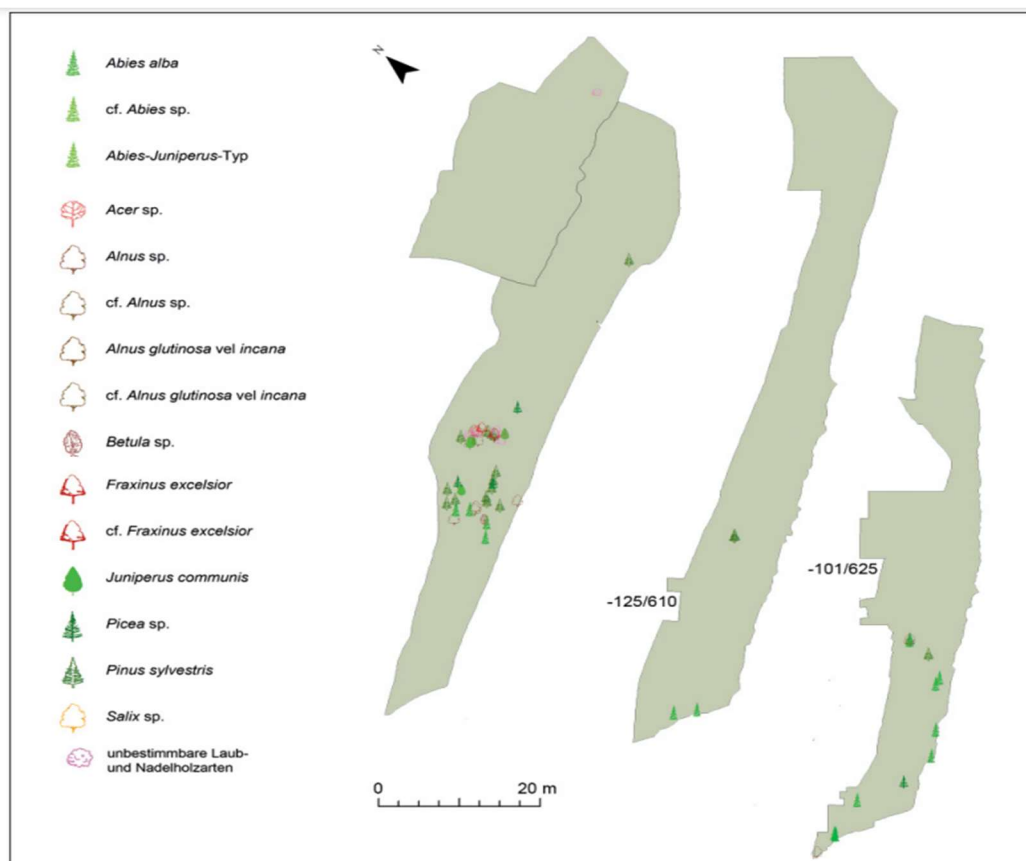 Abies alba
cf. Abies sp.
Abies-Juniperus-Typ
Acer sp.
Alnus sp.
cf. Alnus sp.
Alnus glutinosa vel incana
cf. Alnus glutinosa vel incana
Betula sp.
Fraxinus excelsior
cf. Fraxinus excelsior
Juniperus communis
Picea sp.
Pinus sylvestris
Salix sp.
unbestimmbare Laub-
und Nadelholzarten
N
-125/610
-101/625
0 20 m